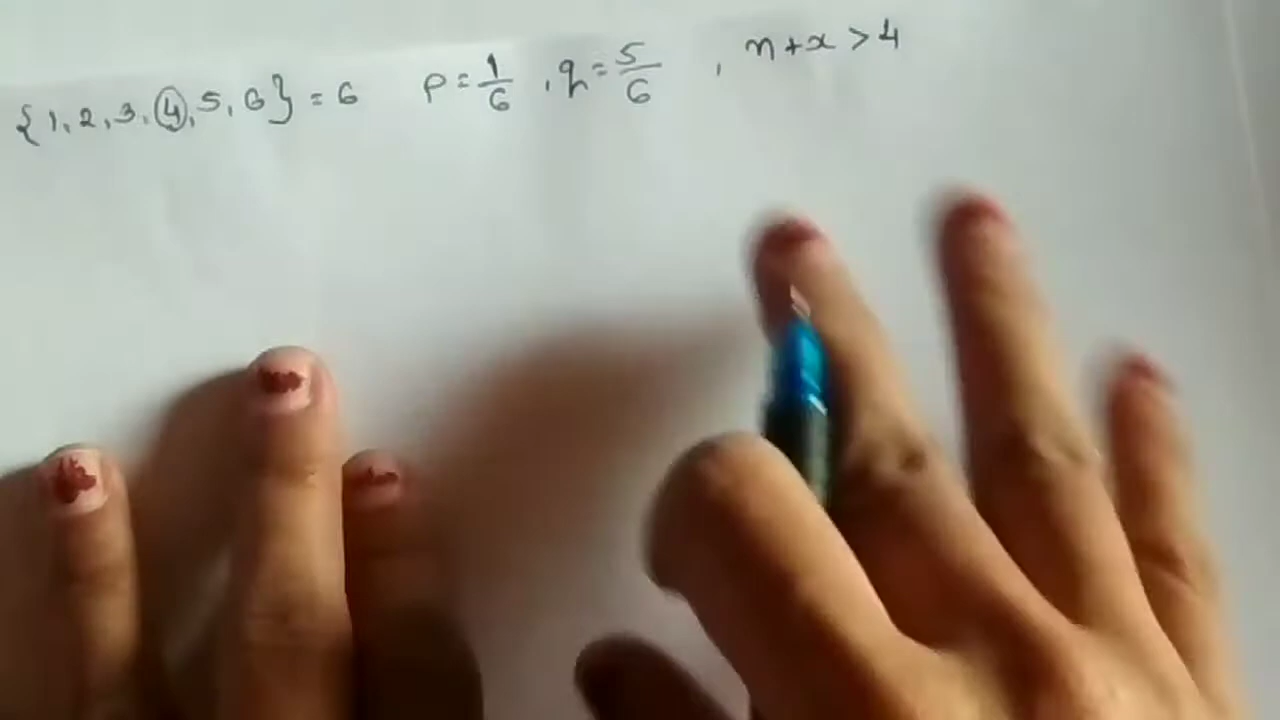 {1, 2, 3, 4, 5, 6} = 6 p = 1/6 , q = 5/6 , n + x > 4